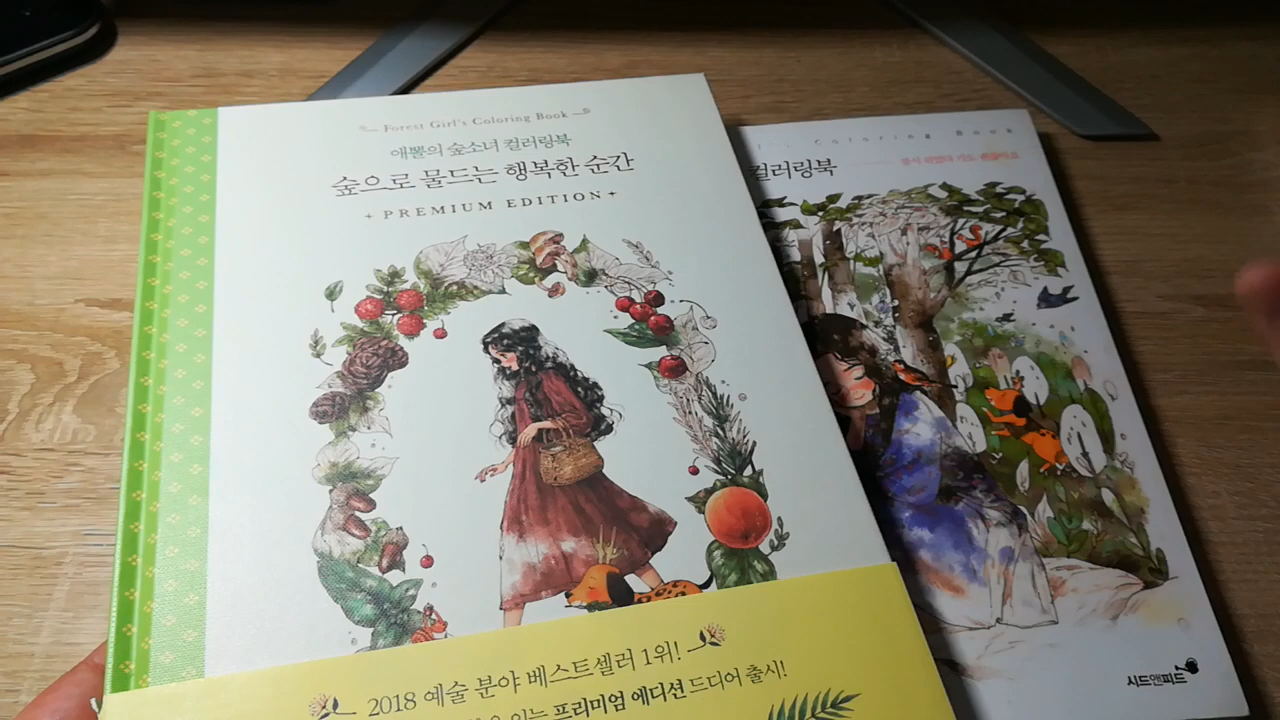 Forest Girl's Coloring Book
애뽈의 숲소녀 컬러링북
숲으로 물드는 행복한 순간
PREMIUM EDITION
2018 예술 분야 베스트셀러 1위!
있는 프리미엄 에디션 드디어 출시!
Coloring Book
컬러링북
시드앤피드